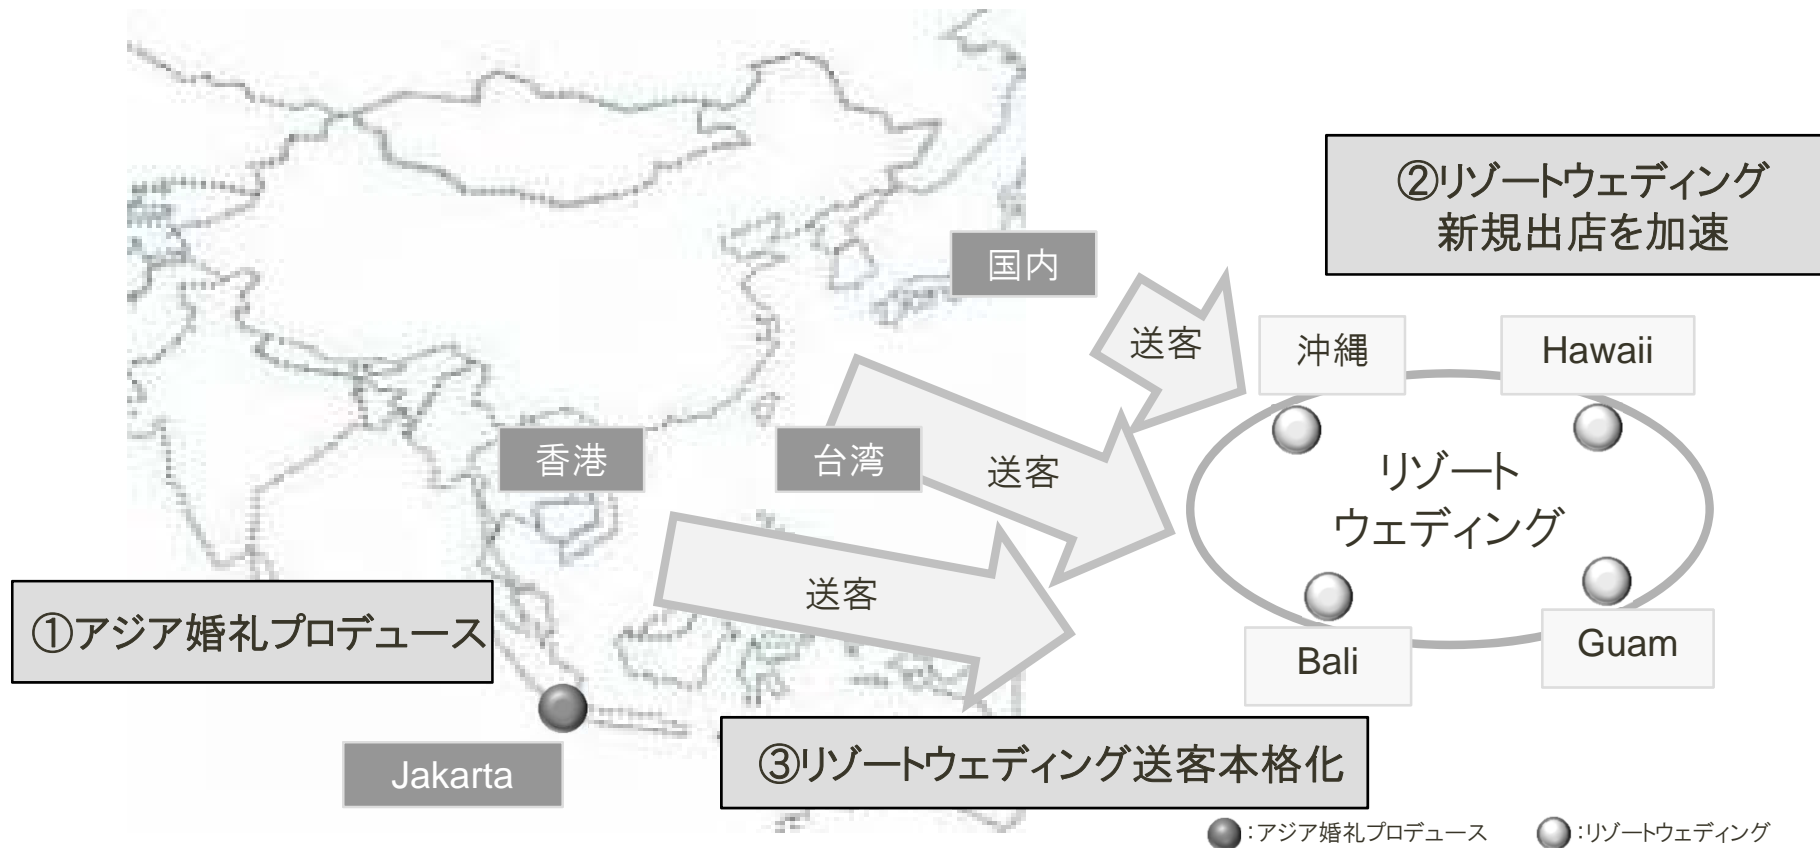 ②リゾートウェディング
新規出店を加速
国内
送客
沖縄
Hawaii
香港
台湾
送客
リゾート
ウェディング
送客
①アジア婚礼プロデュース
Bali
Guam
Jakarta
③リゾートウェディング送客本格化
:アジア婚礼プロデュース
:リゾートウェディング